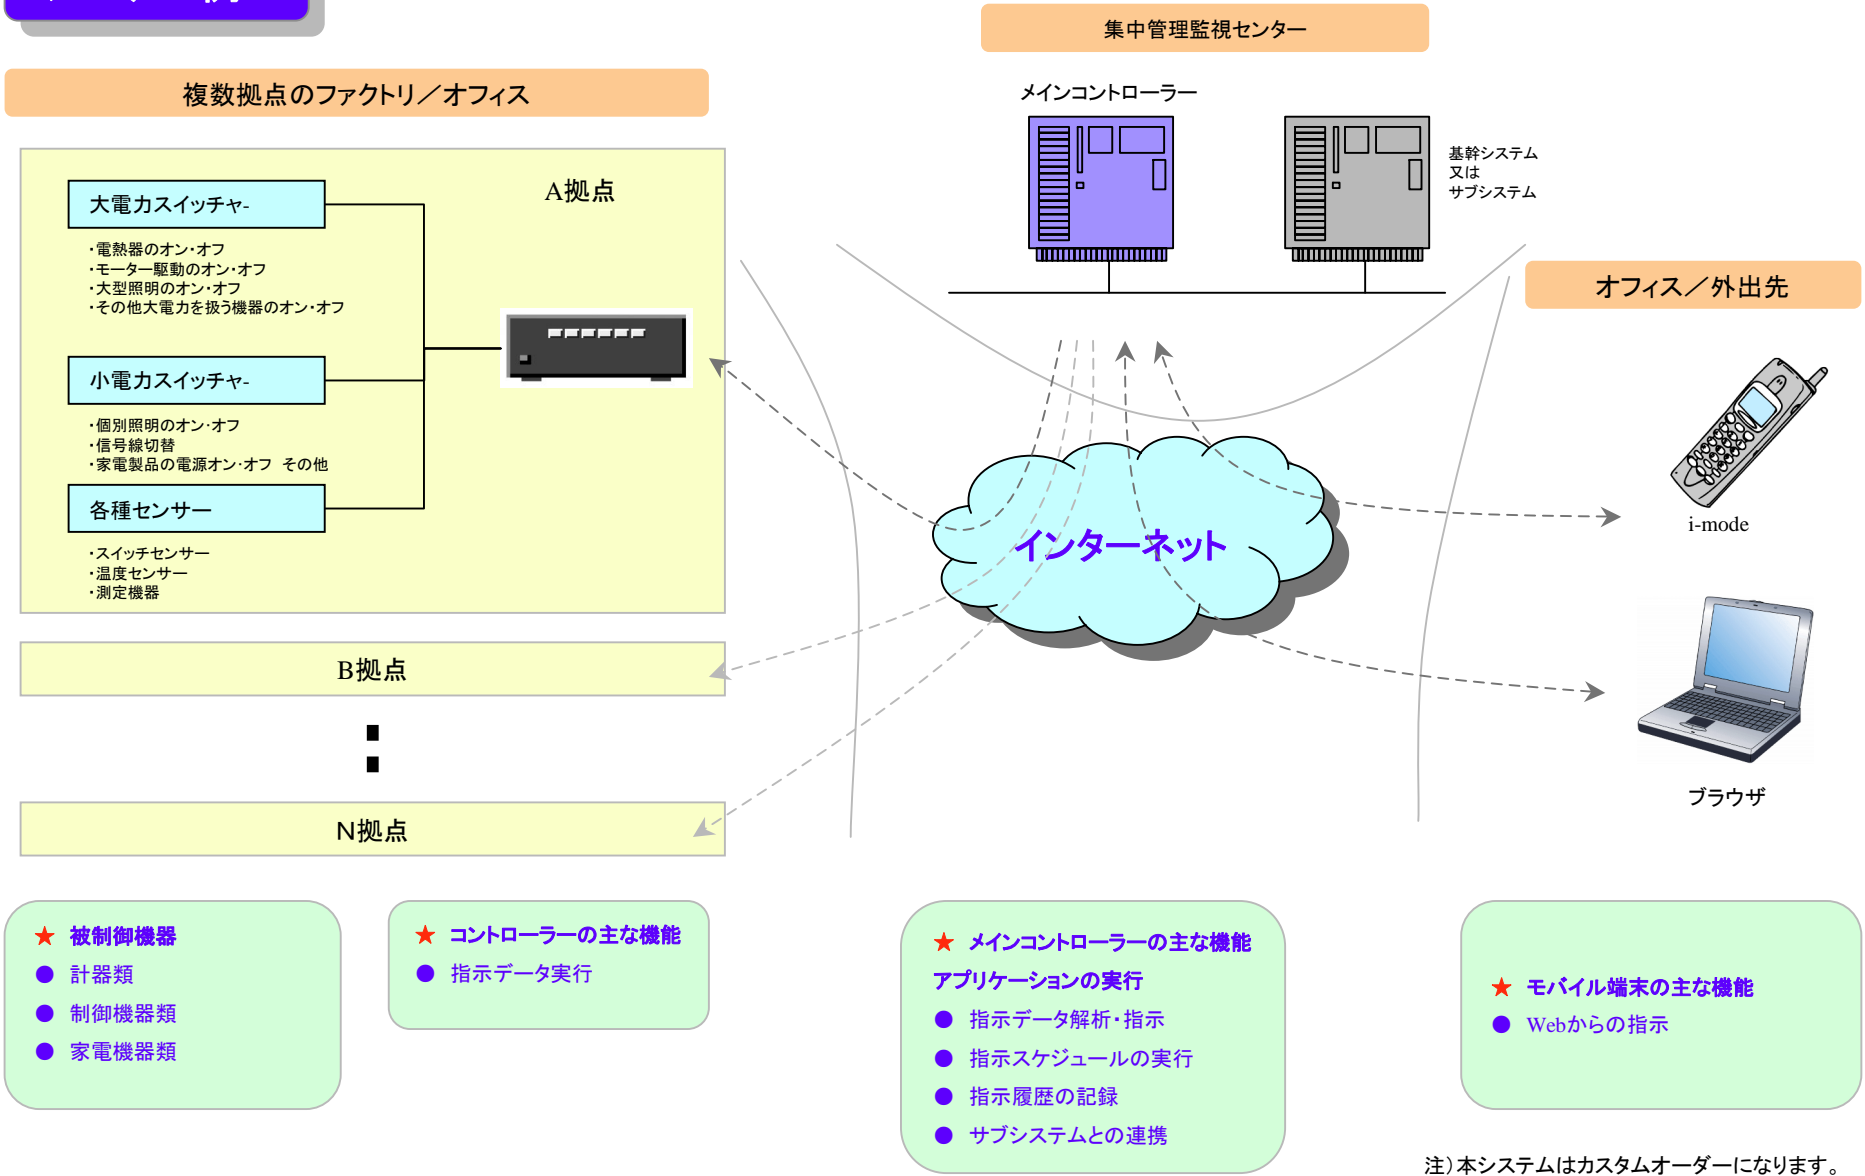 集中管理監視センター
複数拠点のファクトリ／オフィス
メインコントローラー
基幹システム
又は
サブシステム
A拠点
大電力スイッチャ-
・電熱器のオン・オフ
・モーター駆動のオン・オフ
・大型照明のオン・オフ
・その他大電力を扱う機器のオン・オフ
オフィス／外出先
小電力スイッチャ-
・個別照明のオン・オフ
・信号線切替
・家電製品の電源オン・オフ　その他
各種センサー
・スイッチセンサー
・温度センサー
・測定機器
インターネット
i-mode
B拠点
ブラウザ
N拠点
★ 被制御機器
● 計器類
● 制御機器類
● 家電機器類
★ コントローラーの主な機能
● 指示データ実行
★ メインコントローラーの主な機能
アプリケーションの実行
● 指示データ解析・指示
● 指示スケジュールの実行
● 指示履歴の記録
● サブシステムとの連携
★ モバイル端末の主な機能
● Webからの指示
注）本システムはカスタムオーダーになります。